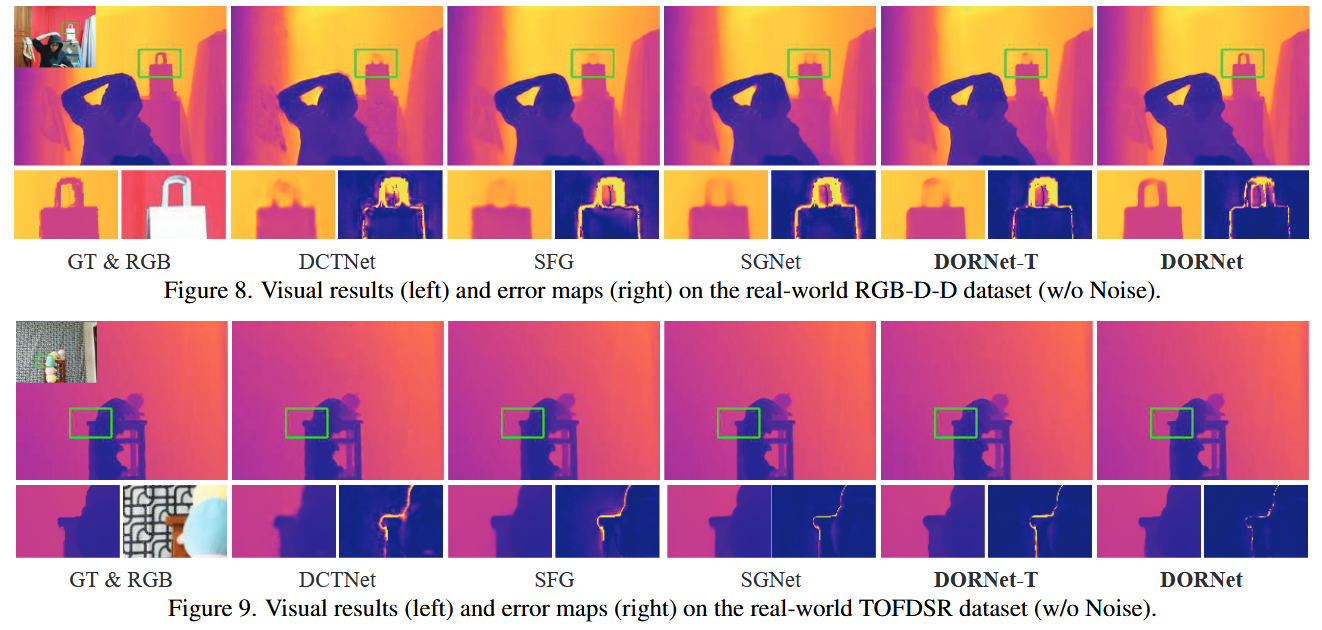 GT & RGB DCTNet SFG SGNet DORNet-T DORNet
Figure 8. Visual results (left) and error maps (right) on the real-world RGB-D-D dataset (w/o Noise).
GT & RGB DCTNet SFG SGNet DORNet-T DORNet
Figure 9. Visual results (left) and error maps (right) on the real-world TOFDSR dataset (w/o Noise).